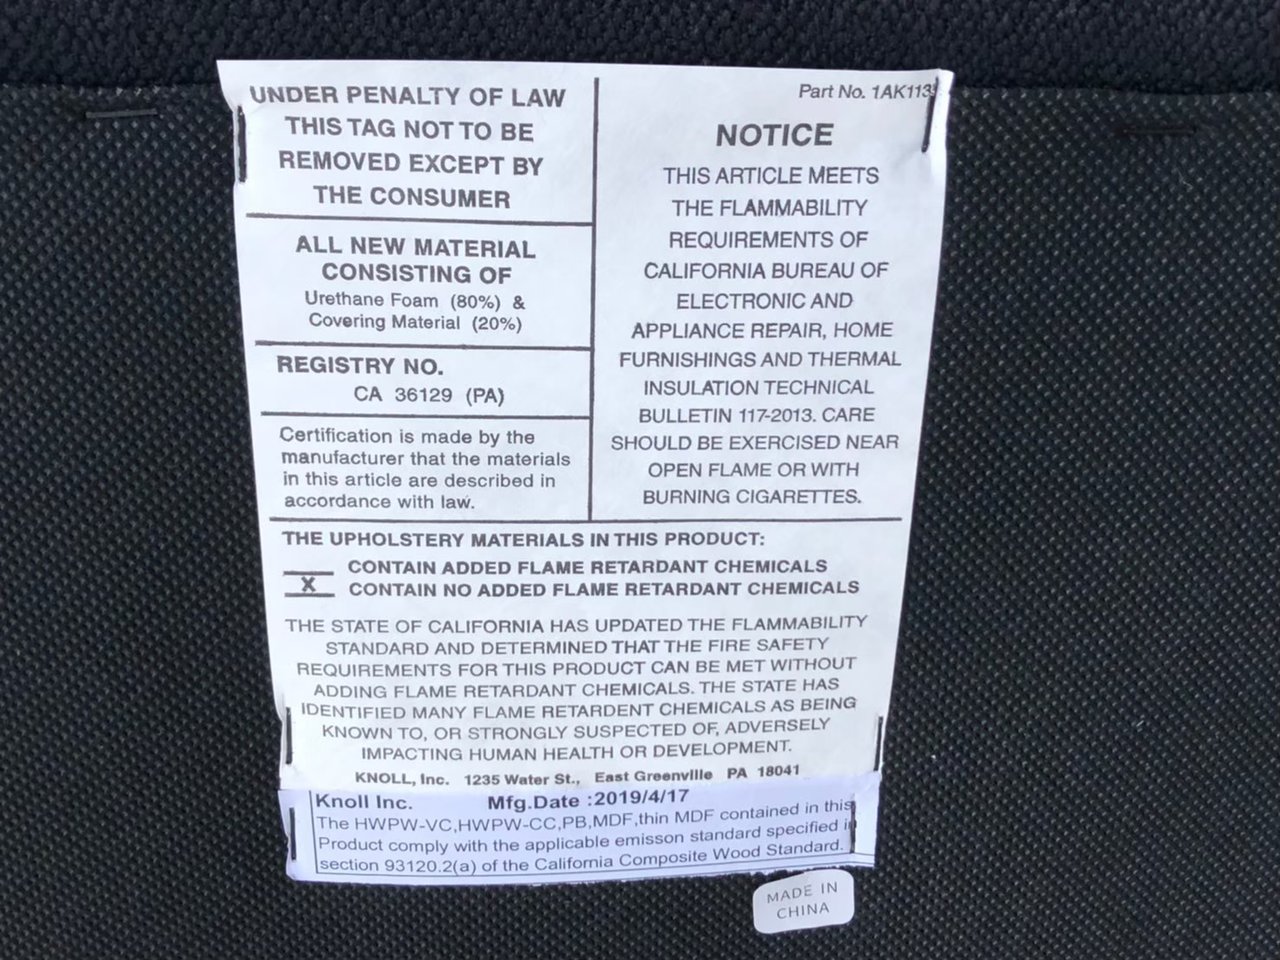 UNDER PENALTY OF LAW
THIS TAG NOT TO BE
REMOVED EXCEPT BY
THE CONSUMER
ALL NEW MATERIAL
CONSISTING OF
Urethane Foam (80%) &
Covering Material (20%)
REGISTRY NO.
CA 36129 (PA)
Certification is made by the
manufacturer that the materials
in this article are described in
accordance with law.
Part No.
NOTICE
THIS ARTICLE MEETS
THE FLAMMABILITY
REQUIREMENTS OF
CALIFORNIA BUREAU OF
ELECTRONIC AND
APPLIANCE REPAIR, HOME
FURNISHINGS AND THERMAL
INSULATION TECHNICAL
BULLETIN 117-2013. CARE
SHOULD BE EXERCISED NEAR
OPEN FLAME OR WITH
BURNING CIGARETTES.
THE UPHOLSTERY MATERIALS IN THIS PRODUCT:
CONTAIN ADDED FLAME RETARDANT CHEMICALS
X CONTAIN NO ADDED FLAME RETARDANT CHEMICALS
THE STATE OF CALIFORNIA HAS UPDATED THE FLAMMABILITY
STANDARD AND DETERMINED THAT THE FIRE SAFETY
REQUIREMENTS FOR THIS PRODUCT CAN BE MET WITHOUT
ADDING FLAME RETARDANT CHEMICALS. THE STATE HAS
IDENTIFIED MANY FLAME RETARDENT CHEMICALS AS BEING
KNOWN TO, OR STRONGLY SUSPECTED OF, ADVERSELY
IMPACTING HUMAN HEALTH OR DEVELOPMENT.
KNOLL, Inc. 1235 Water St., East Greenville PA 18041
Knoll Inc. Mfg.Date :2019/4/17
The HWPW-VC,HWPW-CC,PB,MDF,thin MDF contained in this
Product comply with the applicable emisson standard specified in
section 93120.2(a) of the California Composite Wood Standard.
MADE IN
CHINA